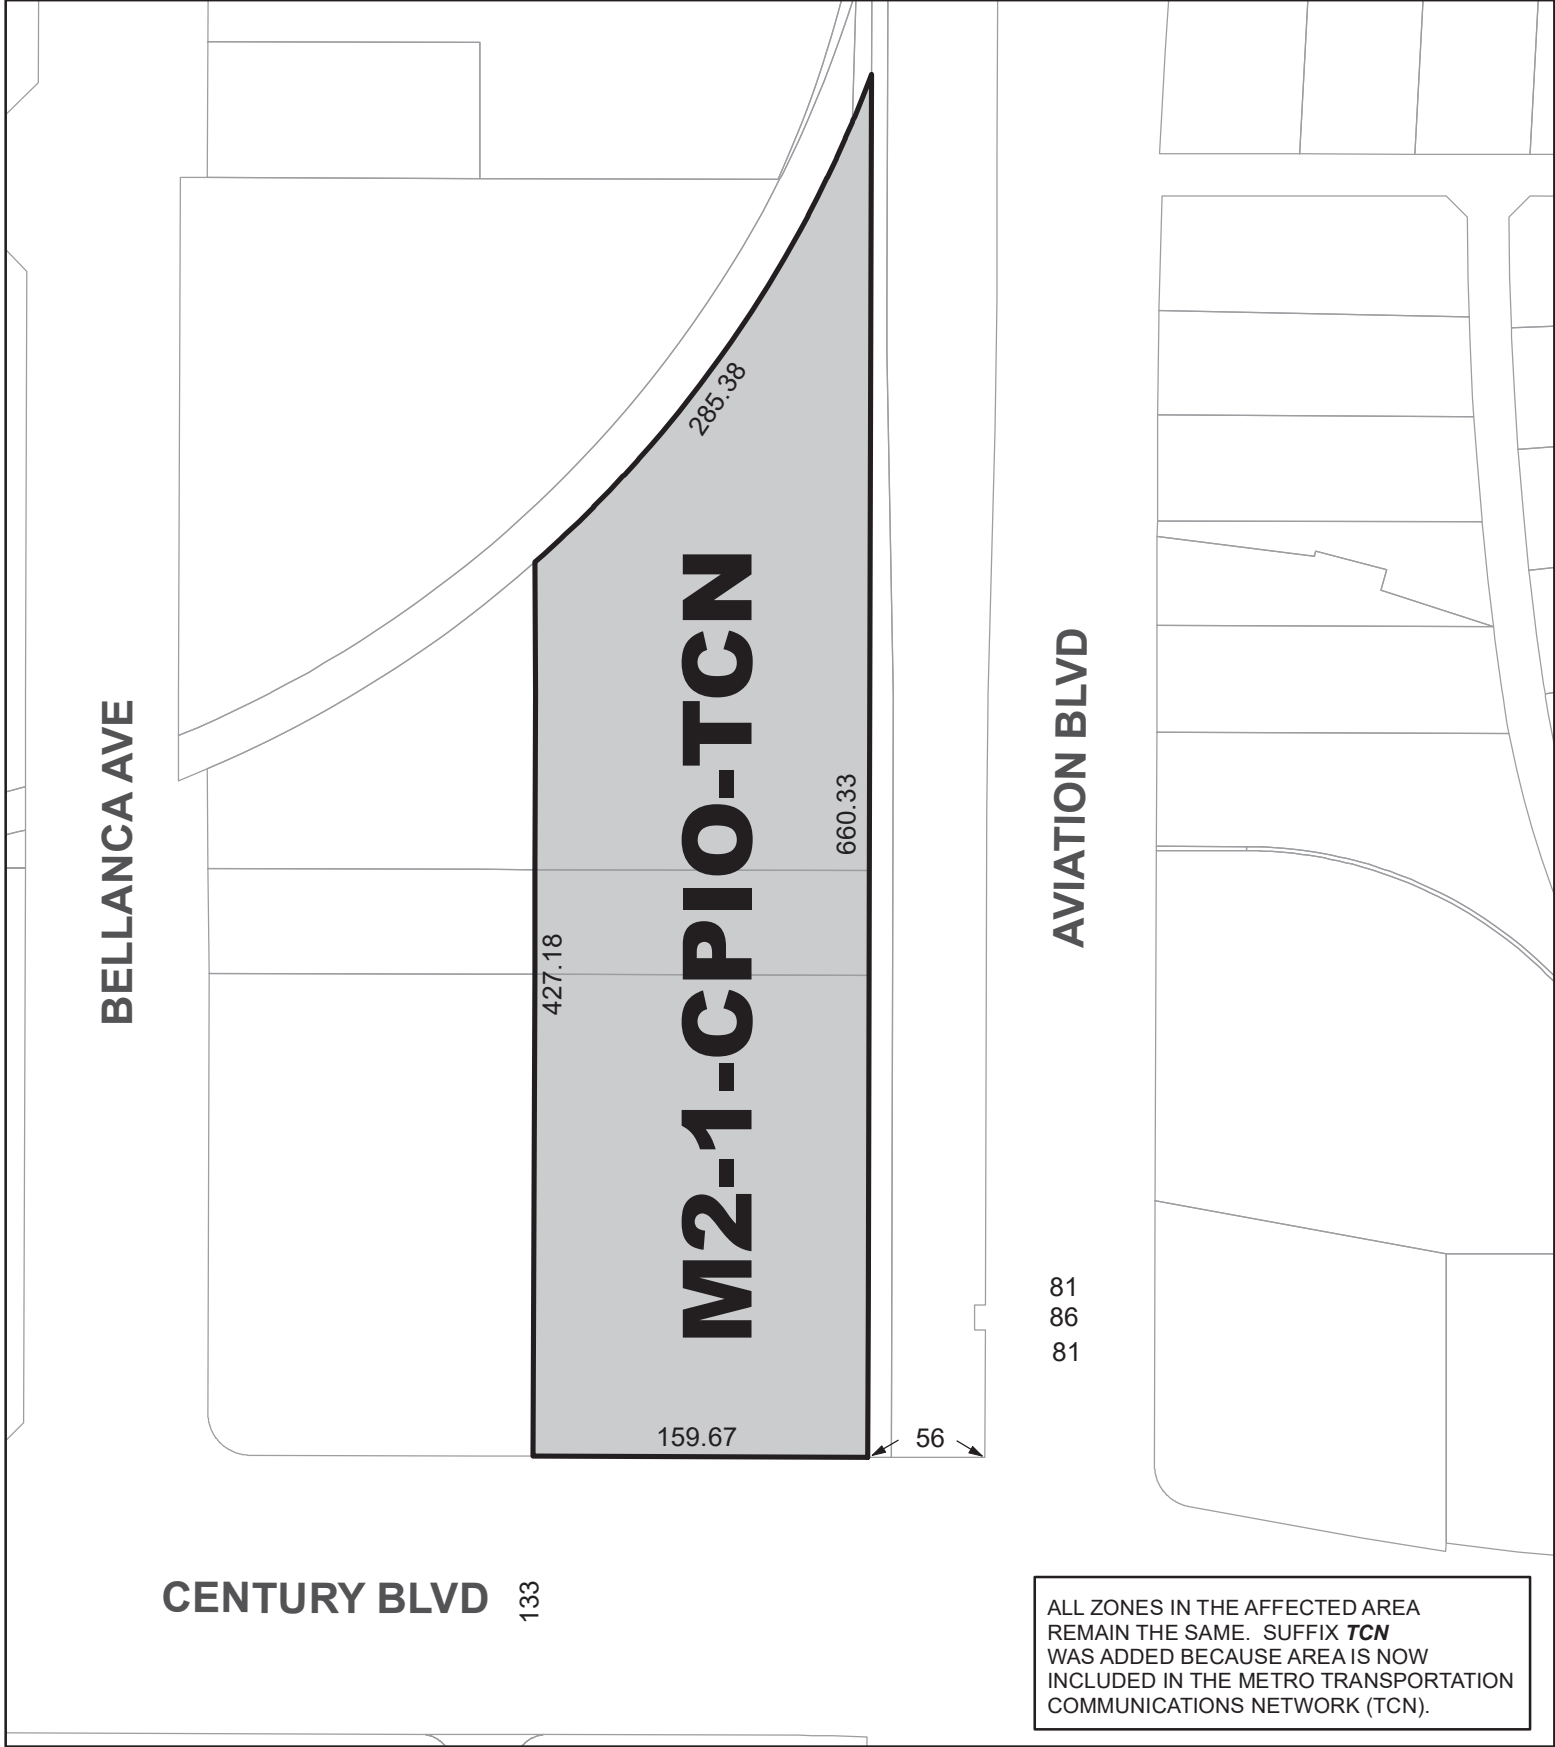 285.38
M2-1-CPIO-TCN
660.33
427.18
BELLANCA AVE
AVIATION BLVD
81
86
81
159.67
56
CENTURY BLVD
133
ALL ZONES IN THE AFFECTED AREA
REMAIN THE SAME. SUFFIX TCN
WAS ADDED BECAUSE AREA IS NOW
INCLUDED IN THE METRO TRANSPORTATION
COMMUNICATIONS NETWORK (TCN).